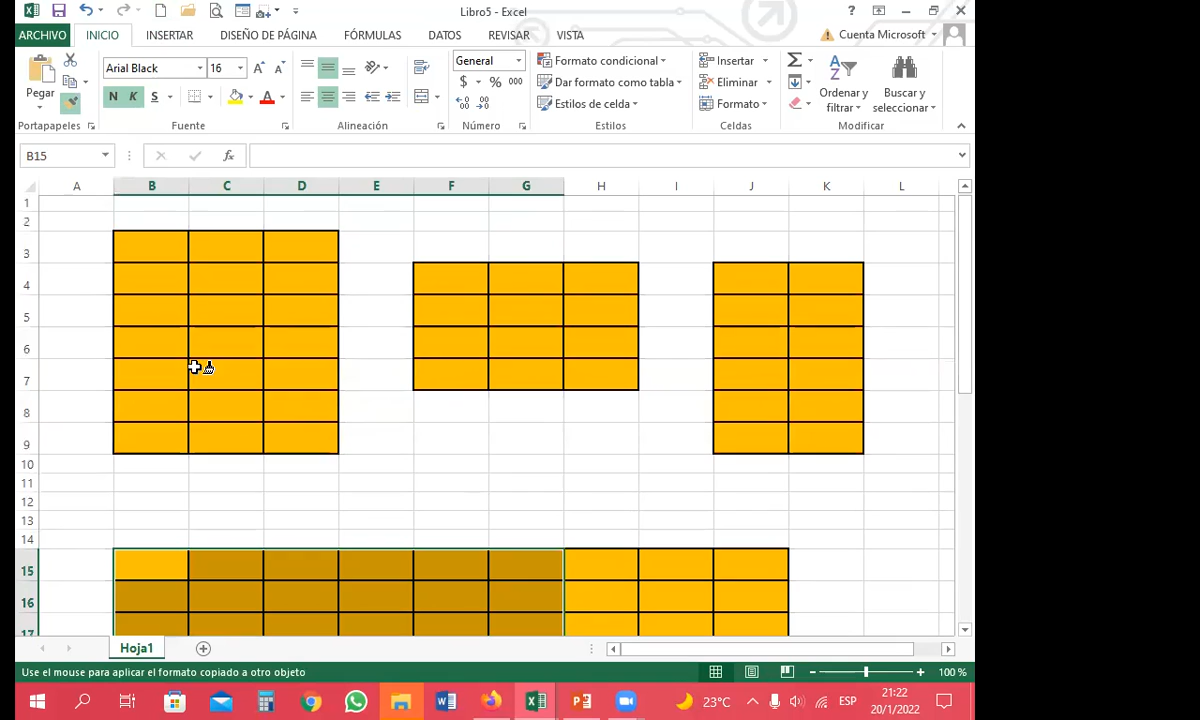 Libro5 - Excel
?
ARCHIVO INICIO INSERTAR DISEÑO DE PÁGINA FÓRMULAS DATOS REVISAR VISTA Cuenta Microsoft
Pegar
Arial Black 16
N K S
General
$ % 000
Formato condicional
Dar formato como tabla
Estilos de celda
Insertar
Eliminar
Formato
Ordenar y filtrar
Buscar y seleccionar
Portapapeles Fuente Alineación Número Estilos Celdas Modificar
B15 fx
A B C D E F G H I J K L
1
2
3
4
5
6
7
8
9
10
11
12
13
14
15
16
17
Hoja1
Use el mouse para aplicar el formato copiado a otro objeto 100 %
23°C ESP 21:22
20/1/2022